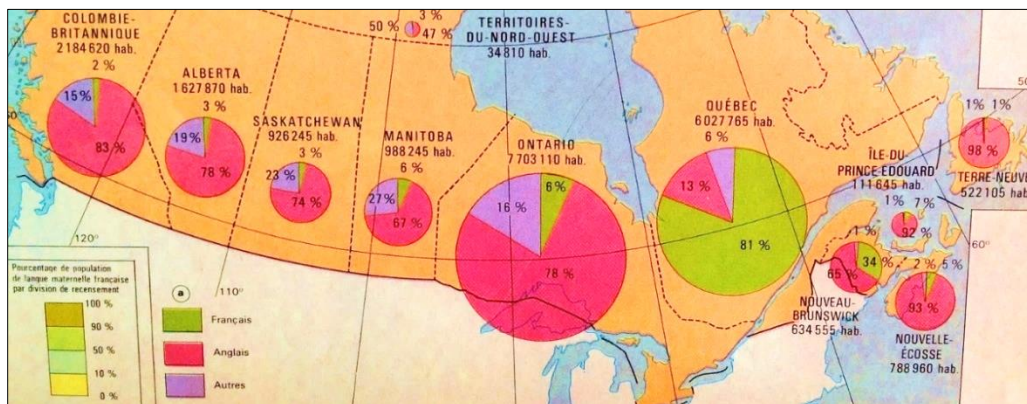 COLOMBIE-
BRITANNIQUE
2184620 hab.
2 %
15 %
83 %
ALBERTA
1 627 870 hab.
3 %
19 %
78 %
SASKATCHEWAN
926 245 hab.
3 %
23 %
74 %
MANITOBA
988 245 hab.
6 %
27 %
67 %
50 %
3 %
47 %
TERRITOIRES-
DU-NORD-OUEST
34 810 hab.
ONTARIO
7 703 110 hab.
6 %
16 %
78 %
QUÉBEC
6 027 765 hab.
6 %
13 %
81 %
ÎLE-DU
PRINCE-ÉDOUARD
111 645 hab.
1 % 7 %
92 %
1 % 1 %
98 %
TERRE-NEUVE
522 105 hab.
1 %
34 %
65 %
NOUVEAU-
BRUNSWICK
634 555 hab.
2 % 5 %
93 %
NOUVELLE-
ÉCOSSE
788 960 hab.
120°
110°
60°
50°
Pourcentage de population
de langue maternelle française
par division de recensement
100 %
90 %
50 %
10 %
0 %
a
Français
Anglais
Autres